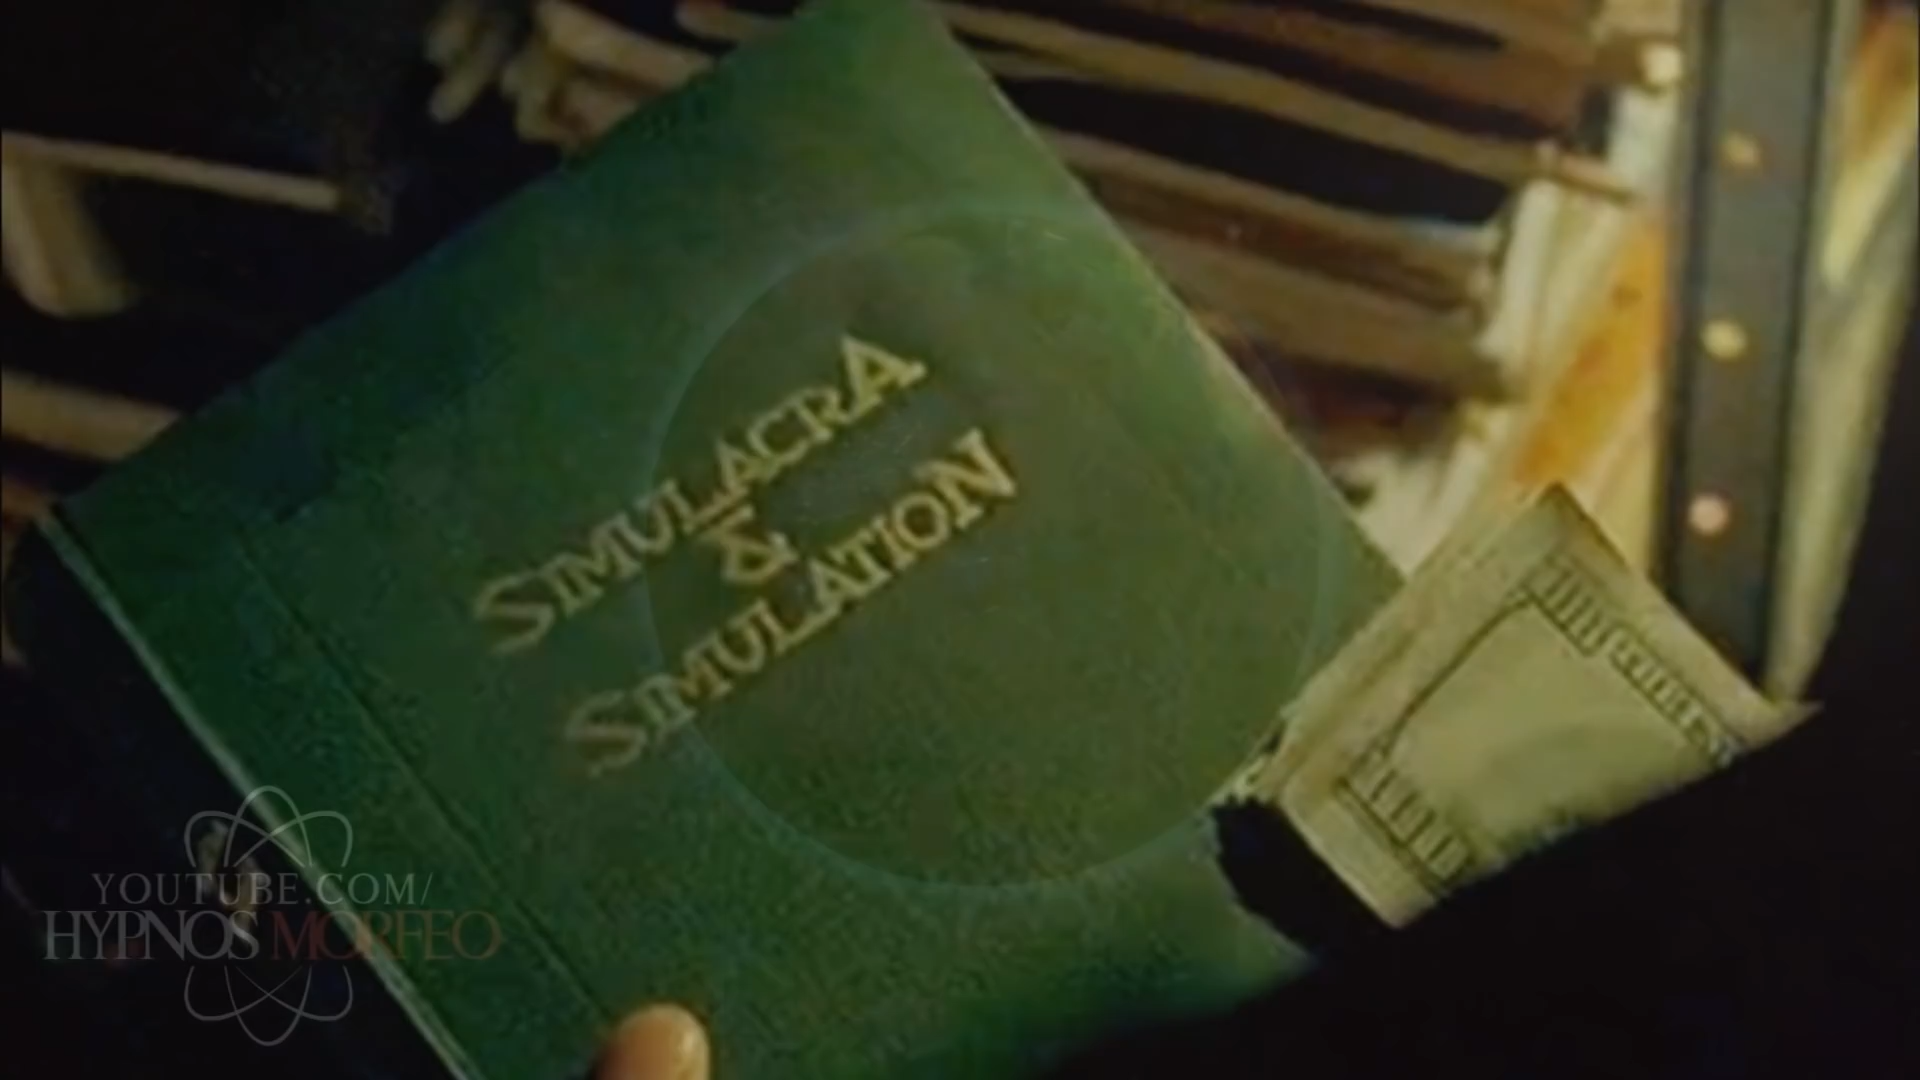 SIMULACRA
&
SIMULATION
YOUTUBE.COM/
HYPNOS MORFEO